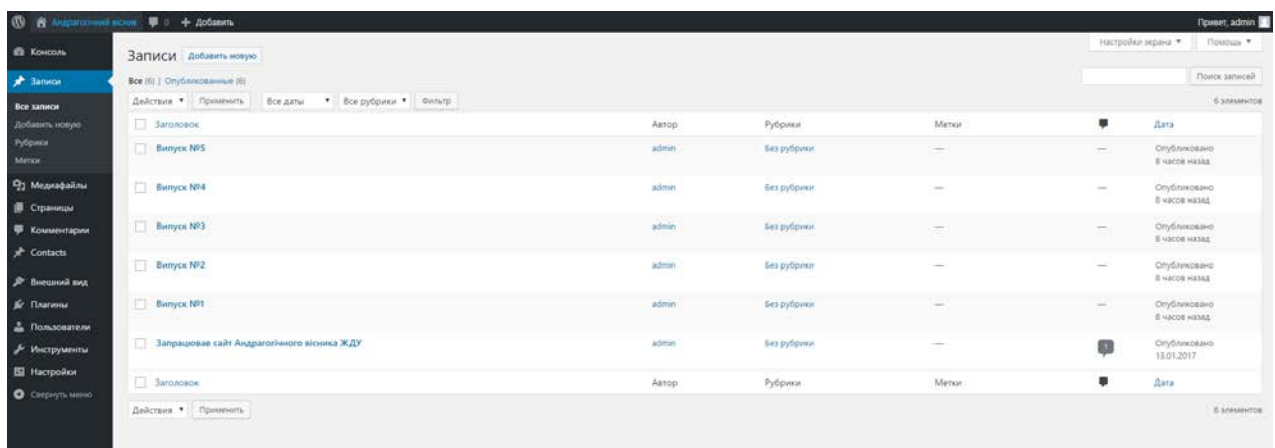 Андрагогічний вісник 0 + Добавить Привет, admin
Настройки экрана ▼ Помощь ▼
Консоль
Записи
Все записи
Добавить новую
Рубрики
Метки
Медиафайлы
Страницы
Комментарии
Contacts
Внешний вид
Плагины
Пользователи
Инструменты
Настройки
Свернуть меню
Записи Добавить новую
Все (6) | Опубликованные (6)
Поиск записей
Действия ▼ Применить Все даты ▼ Все рубрики ▼ Фильтр 6 элементов
Заголовок Автор Рубрики Метки Дата
Випуск №5 admin Без рубрики — — Опубликовано
8 часов назад
Випуск №4 admin Без рубрики — — Опубликовано
8 часов назад
Випуск №3 admin Без рубрики — — Опубликовано
8 часов назад
Випуск №2 admin Без рубрики — — Опубликовано
8 часов назад
Випуск №1 admin Без рубрики — — Опубликовано
8 часов назад
Запрацював сайт Андрагогічного вісника ЖДУ admin Без рубрики — 1 Опубликовано
13.01.2017
Заголовок Автор Рубрики Метки Дата
Действия ▼ Применить 6 элементов